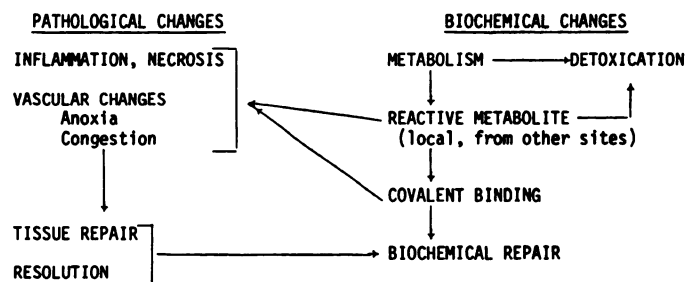 PATHOLOGICAL CHANGES
INFLAMMATION, NECROSIS
VASCULAR CHANGES
Anoxia
Congestion
TISSUE REPAIR
RESOLUTION
BIOCHEMICAL CHANGES
METABOLISM
DETOXICATION
REACTIVE METABOLITE
(local, from other sites)
COVALENT BINDING
BIOCHEMICAL REPAIR